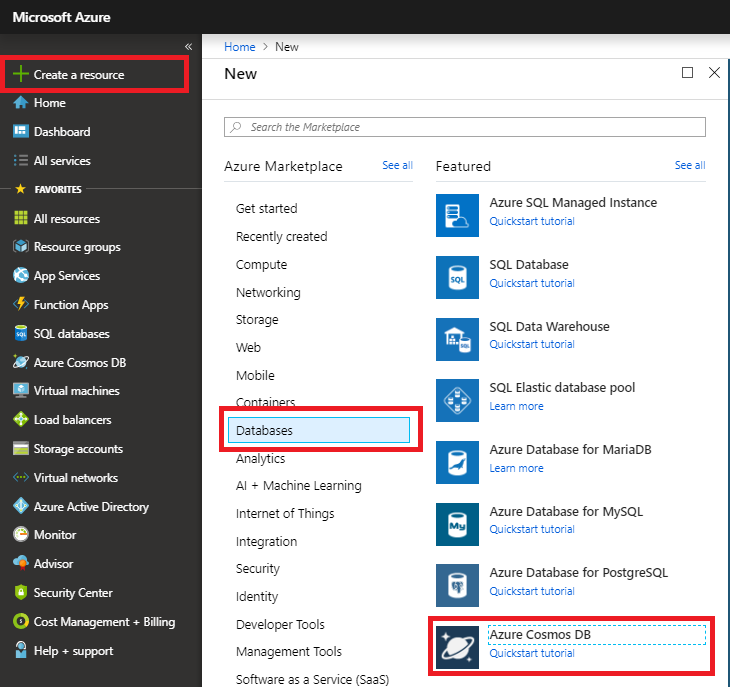 Microsoft Azure
«
Create a resource
Home
Dashboard
All services
FAVORITES
All resources
Resource groups
App Services
Function Apps
SQL databases
Azure Cosmos DB
Virtual machines
Load balancers
Storage accounts
Virtual networks
Azure Active Directory
Monitor
Advisor
Security Center
Cost Management + Billing
Help + support
Home > New
New
Search the Marketplace
Azure Marketplace See all
Get started
Recently created
Compute
Networking
Storage
Web
Mobile
Containers
Databases
Analytics
AI + Machine Learning
Internet of Things
Integration
Security
Identity
Developer Tools
Management Tools
Software as a Service (SaaS)
Featured See all
Azure SQL Managed Instance
Quickstart tutorial
SQL
SQL Database
Quickstart tutorial
SQL Data Warehouse
Quickstart tutorial
SQL Elastic database pool
Learn more
Azure Database for MariaDB
Learn more
My
Azure Database for MySQL
Quickstart tutorial
Azure Database for PostgreSQL
Quickstart tutorial
Azure Cosmos DB
Quickstart tutorial